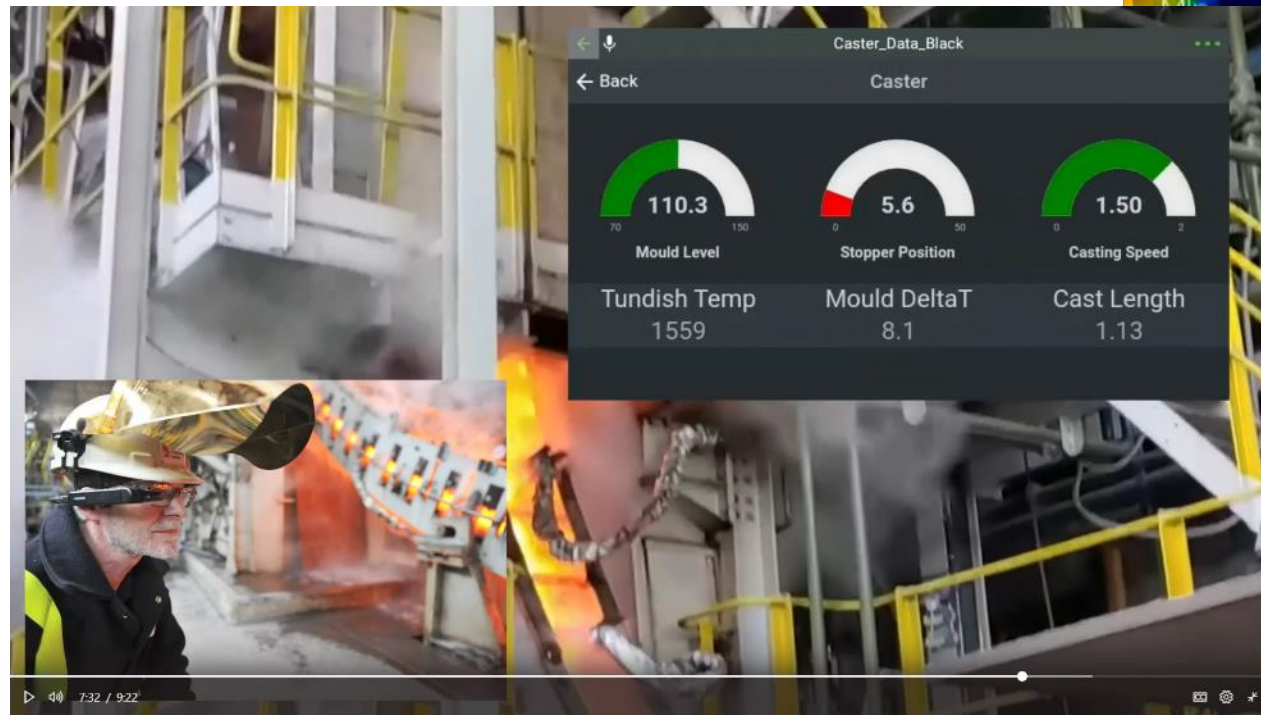 Caster_Data_Black
Back
Caster
110.3
5.6
1.50
70
150
0
50
0
2
Mould Level
Stopper Position
Casting Speed
Tundish Temp
Mould DeltaT
Cast Length
1559
8.1
1.13
7:32 / 9:22